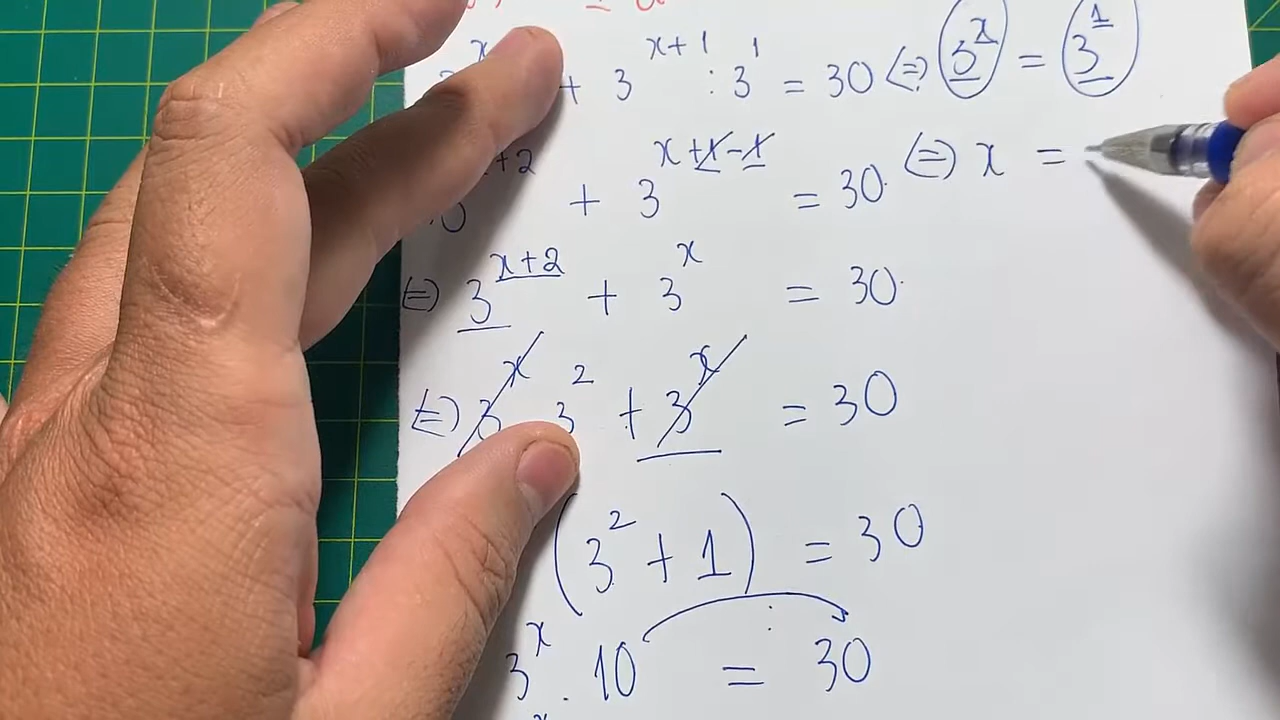 + 3^{x+1} : 3^1 = 30 ⇔ 3^x = 3^1
+2 + 3^{x+1-1} = 30 ⇔ x =
⇔ 3^{x+2} + 3^x = 30
⇔ 3^x 3^2 + 3^x = 30
(3^2 + 1) = 30
3^x . 10 = 30